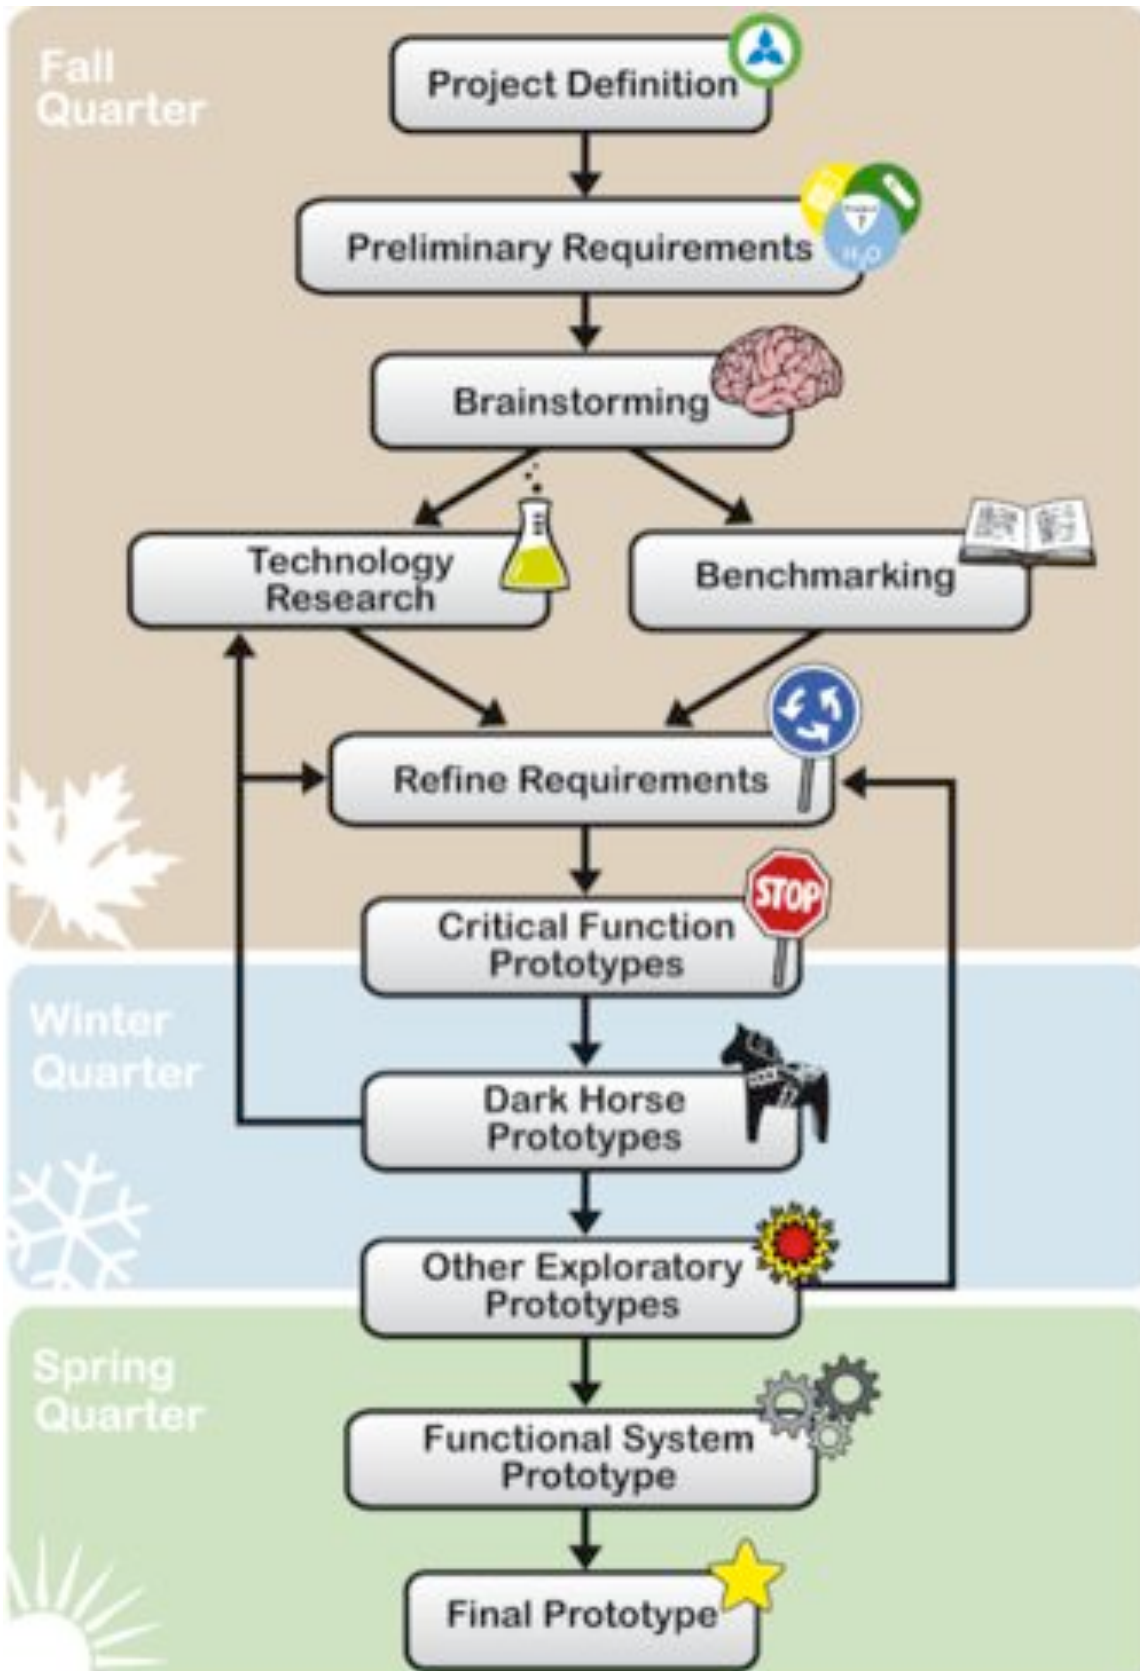 Fall
Quarter
Project Definition
Preliminary Requirements
H₂O
Brainstorming
Technology
Research
Benchmarking
Refine Requirements
Critical Function
Prototypes
STOP
Winter
Quarter
Dark Horse
Prototypes
Other Exploratory
Prototypes
Spring
Quarter
Functional System
Prototype
Final Prototype